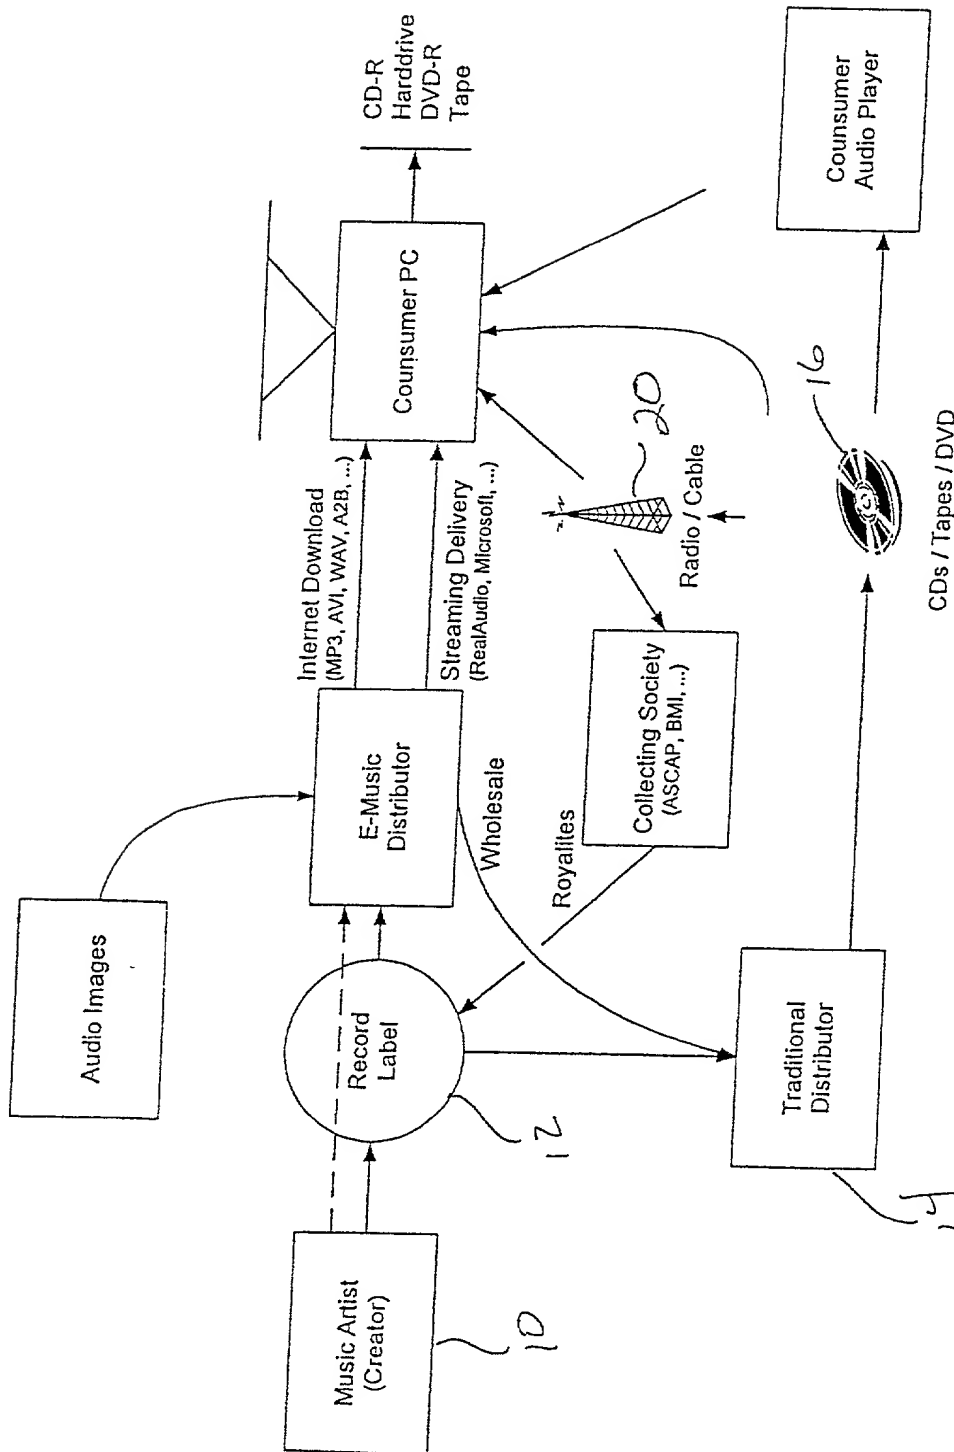 Audio Images
CD-R
Harddrive
DVD-R
Tape
Internet Download
(MP3, AVI, WAV, A2B, ...)
Music Artist
(Creator)
Record
Label
E-Music
Distributor
Counsumer PC
Streaming Delivery
(RealAudio, Microsoft, ...)
Wholesale
10
12
Royalites
20
Collecting Society
(ASCAP, BMI, ...)
Radio / Cable
Traditional
Distributor
16
Counsumer
Audio Player
14
CDs / Tapes / DVD